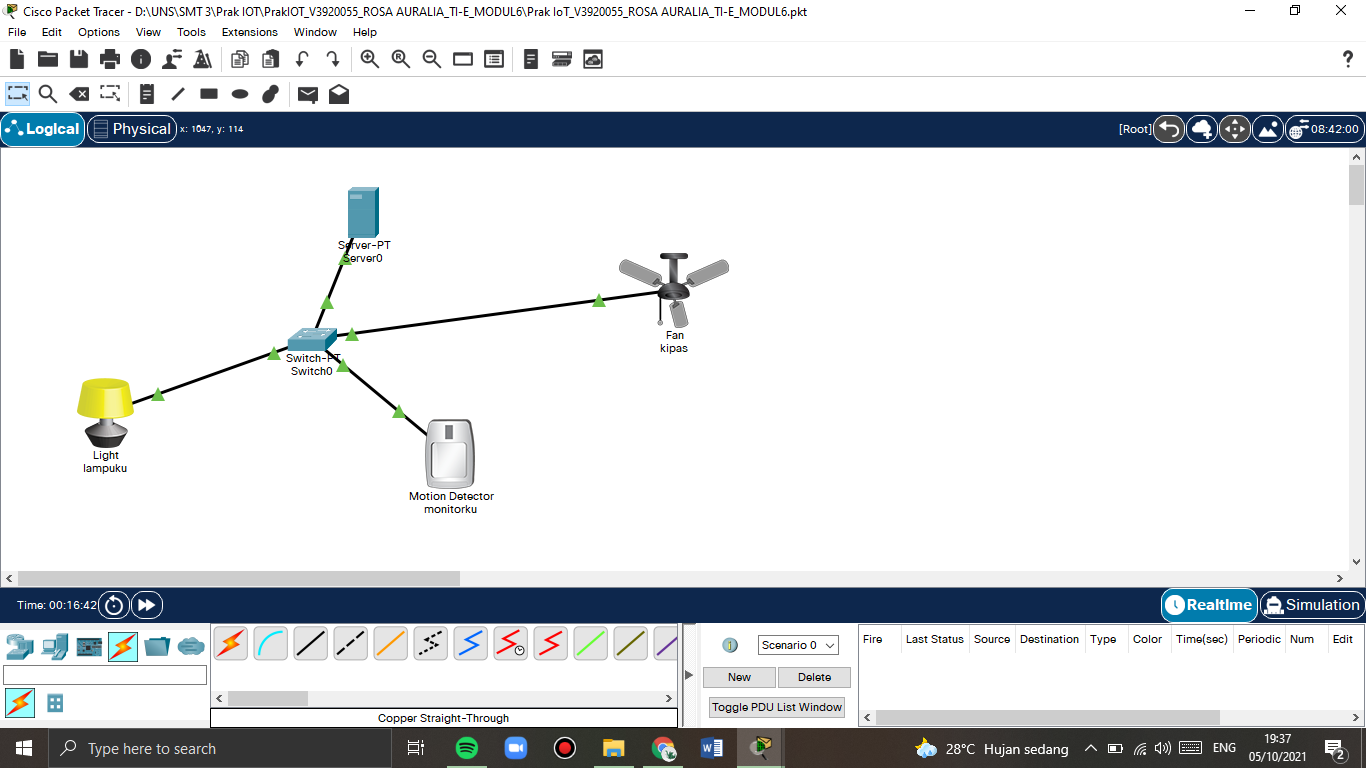 Cisco Packet Tracer - D:\UNS\SMT 3\Prak IOT\PrakIOT_V3920055_ROSA AURALIA_TI-E_MODUL6\Prak IoT_V3920055_ROSA AURALIA_TI-E_MODUL6.pkt
File Edit Options View Tools Extensions Window Help
?
Logical Physical x: 1047, y: 114 [Root] 08:42:00
Server-PT
Server0
Fan
kipas
Switch-PT
Switch0
Light
lampuku
Motion Detector
monitorku
Time: 00:16:42 Realtime Simulation
Scenario 0
Fire Last Status Source Destination Type Color Time(sec) Periodic Num Edit
New Delete
Toggle PDU List Window
Copper Straight-Through
Type here to search
28°C Hujan sedang
ENG
19:37
05/10/2021
2